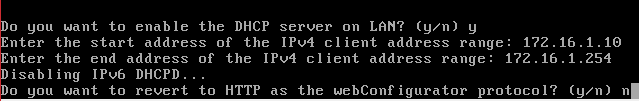 Do you want to enable the DHCP server on LAN? (y/n) y
Enter the start address of the IPv4 client address range: 172.16.1.10
Enter the end address of the IPv4 client address range: 172.16.1.254
Disabling IPv6 DHCPD...
Do you want to revert to HTTP as the webConfigurator protocol? (y/n) n